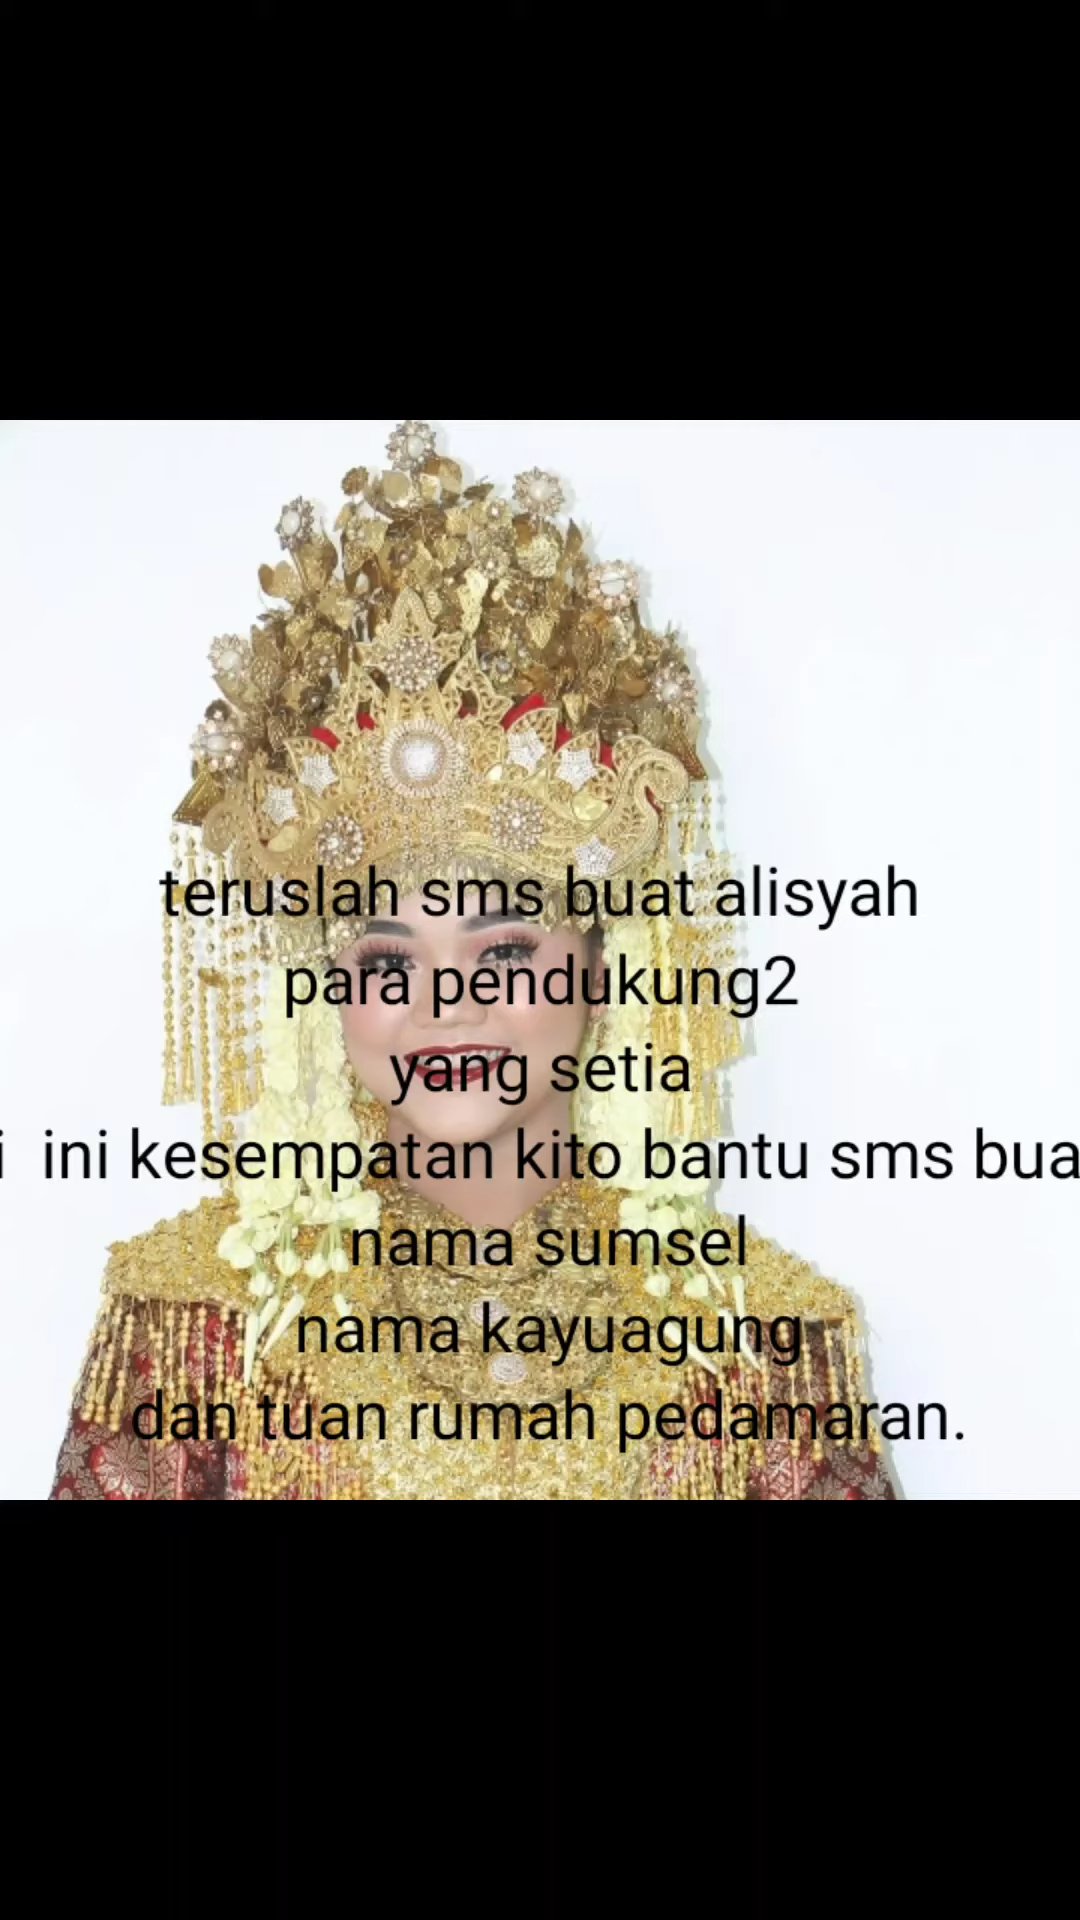 teruslah sms buat alisyah
para pendukung2
yang setia
i ini kesempatan kito bantu sms bua
nama sumsel
nama kayuagung
dan tuan rumah pedamaran.